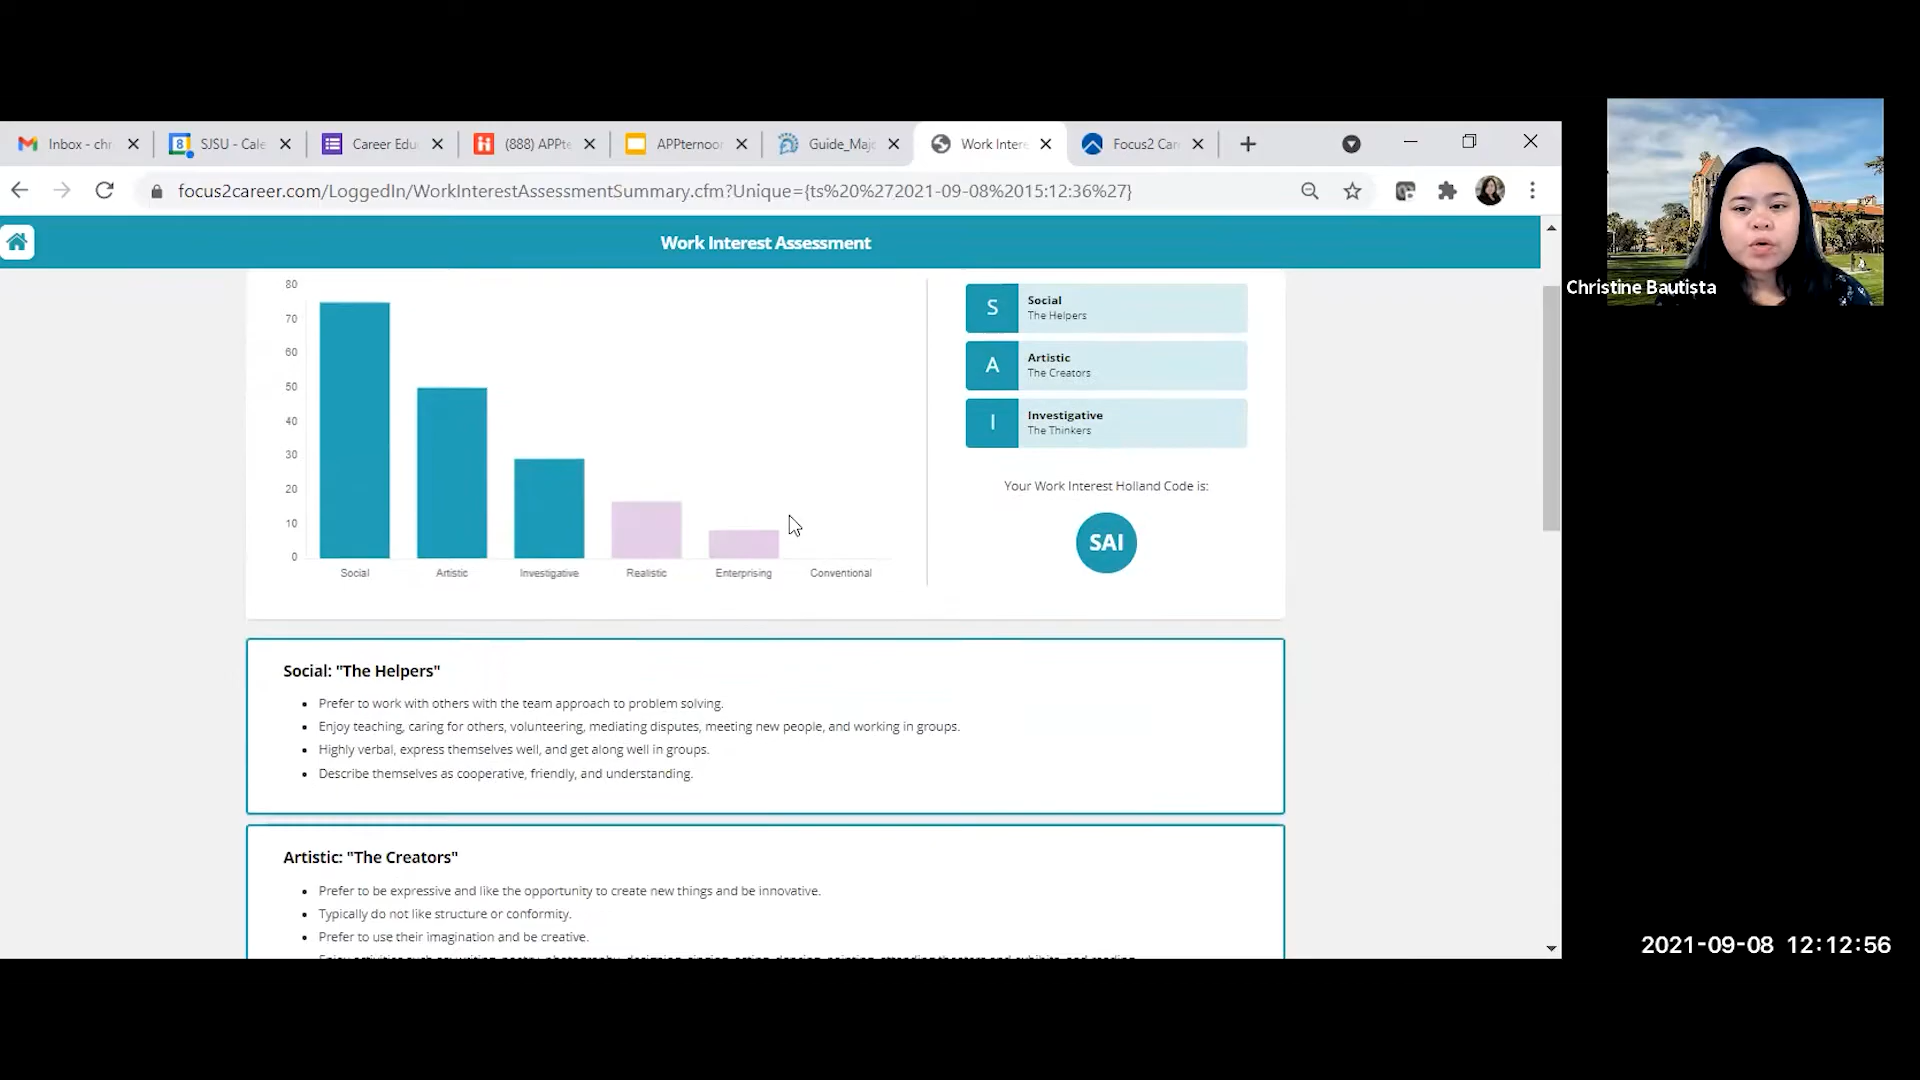 Inbox - chr
SJSU - Cale
Career Edu
(888) APPte
APPternoor
Guide_Majo
Work Intere
Focus2 Car
focus2career.com/LoggedIn/WorkInterestAssessmentSummary.cfm?Unique={ts%20%272021-09-08%2015:12:36%27}
Work Interest Assessment
80
70
60
50
40
30
20
10
0
Social
Artistic
Investigative
Realistic
Enterprising
Conventional
S
Social
The Helpers
A
Artistic
The Creators
I
Investigative
The Thinkers
Your Work Interest Holland Code is:
SAI
Social: "The Helpers"
Prefer to work with others with the team approach to problem solving.
Enjoy teaching, caring for others, volunteering, mediating disputes, meeting new people, and working in groups.
Highly verbal, express themselves well, and get along well in groups.
Describe themselves as cooperative, friendly, and understanding.
Artistic: "The Creators"
Prefer to be expressive and like the opportunity to create new things and be innovative.
Typically do not like structure or conformity.
Prefer to use their imagination and be creative.
Christine Bautista
2021-09-08 12:12:56